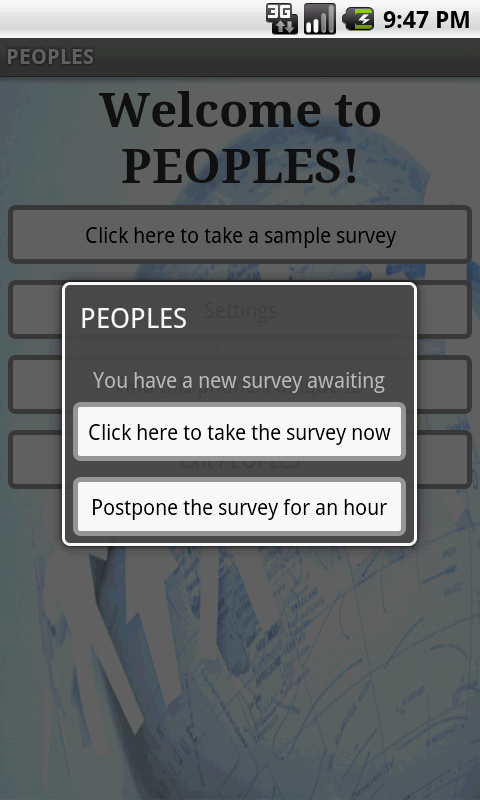 3G 9:47 PM
PEOPLES
Welcome to
PEOPLES!
Click here to take a sample survey
Settings
PEOPLES
You have a new survey awaiting
Click here to take the survey now
Exit PEOPLES
Postpone the survey for an hour